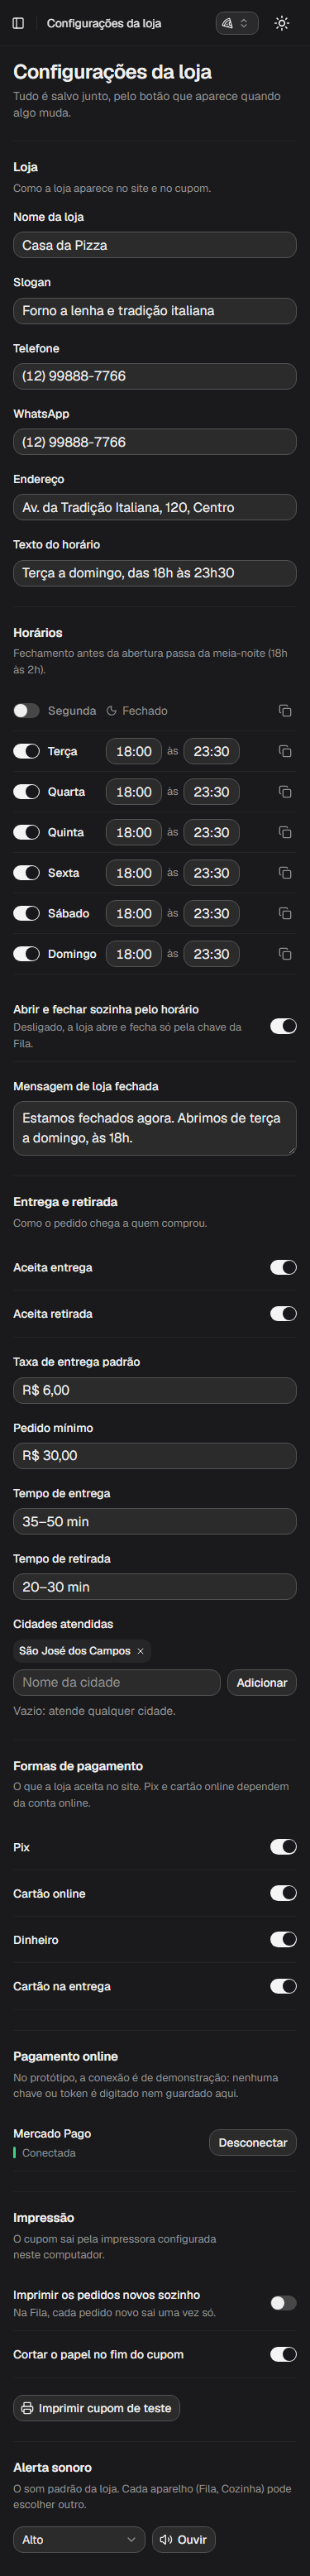 Configurações da loja
Configurações da loja
Tudo é salvo junto, pelo botão que aparece quando
algo muda.
Loja
Como a loja aparece no site e no cupom.
Nome da loja
Casa da Pizza
Slogan
Forno a lenha e tradição italiana
Telefone
(12) 99888-7766
WhatsApp
(12) 99888-7766
Endereço
Av. da Tradição Italiana, 120, Centro
Texto do horário
Terça a domingo, das 18h às 23h30
Horários
Fechamento antes da abertura passa da meia-noite (18h
às 2h).
Segunda Fechado
Terça 18:00 às 23:30
Quarta 18:00 às 23:30
Quinta 18:00 às 23:30
Sexta 18:00 às 23:30
Sábado 18:00 às 23:30
Domingo 18:00 às 23:30
Abrir e fechar sozinha pelo horário
Desligado, a loja abre e fecha só pela chave da
Fila.
Mensagem de loja fechada
Estamos fechados agora. Abrimos de terça
a domingo, às 18h.
Entrega e retirada
Como o pedido chega a quem comprou.
Aceita entrega
Aceita retirada
Taxa de entrega padrão
R$ 6,00
Pedido mínimo
R$ 30,00
Tempo de entrega
35–50 min
Tempo de retirada
20–30 min
Cidades atendidas
São José dos Campos ×
Nome da cidade Adicionar
Vazio: atende qualquer cidade.
Formas de pagamento
O que a loja aceita no site. Pix e cartão online dependem
da conta online.
Pix
Cartão online
Dinheiro
Cartão na entrega
Pagamento online
No protótipo, a conexão é de demonstração: nenhuma
chave ou token é digitado nem guardado aqui.
Mercado Pago
Conectada
Desconectar
Impressão
O cupom sai pela impressora configurada
neste computador.
Imprimir os pedidos novos sozinho
Na Fila, cada pedido novo sai uma vez só.
Cortar o papel no fim do cupom
Imprimir cupom de teste
Alerta sonoro
O som padrão da loja. Cada aparelho (Fila, Cozinha) pode
escolher outro.
Alto Ouvir